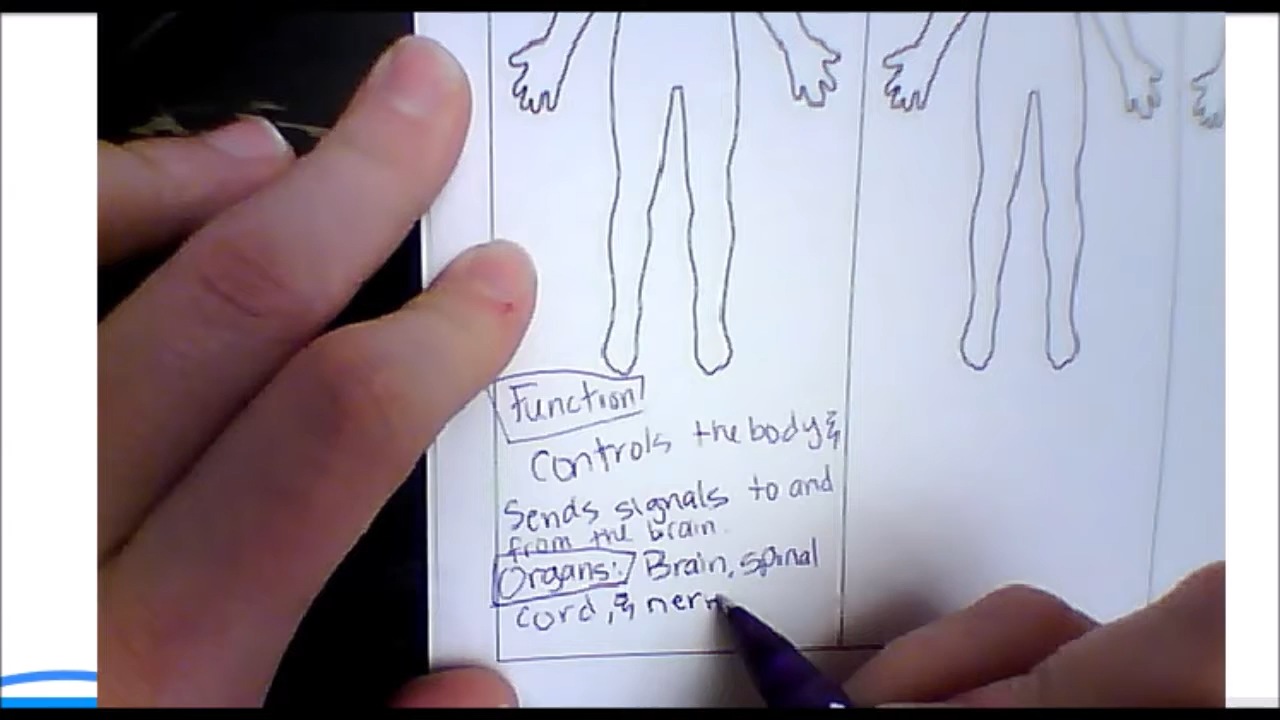 Function
Controls the body &
Sends signals to and
from the brain.
Organs: Brain, spinal
cord, & ner